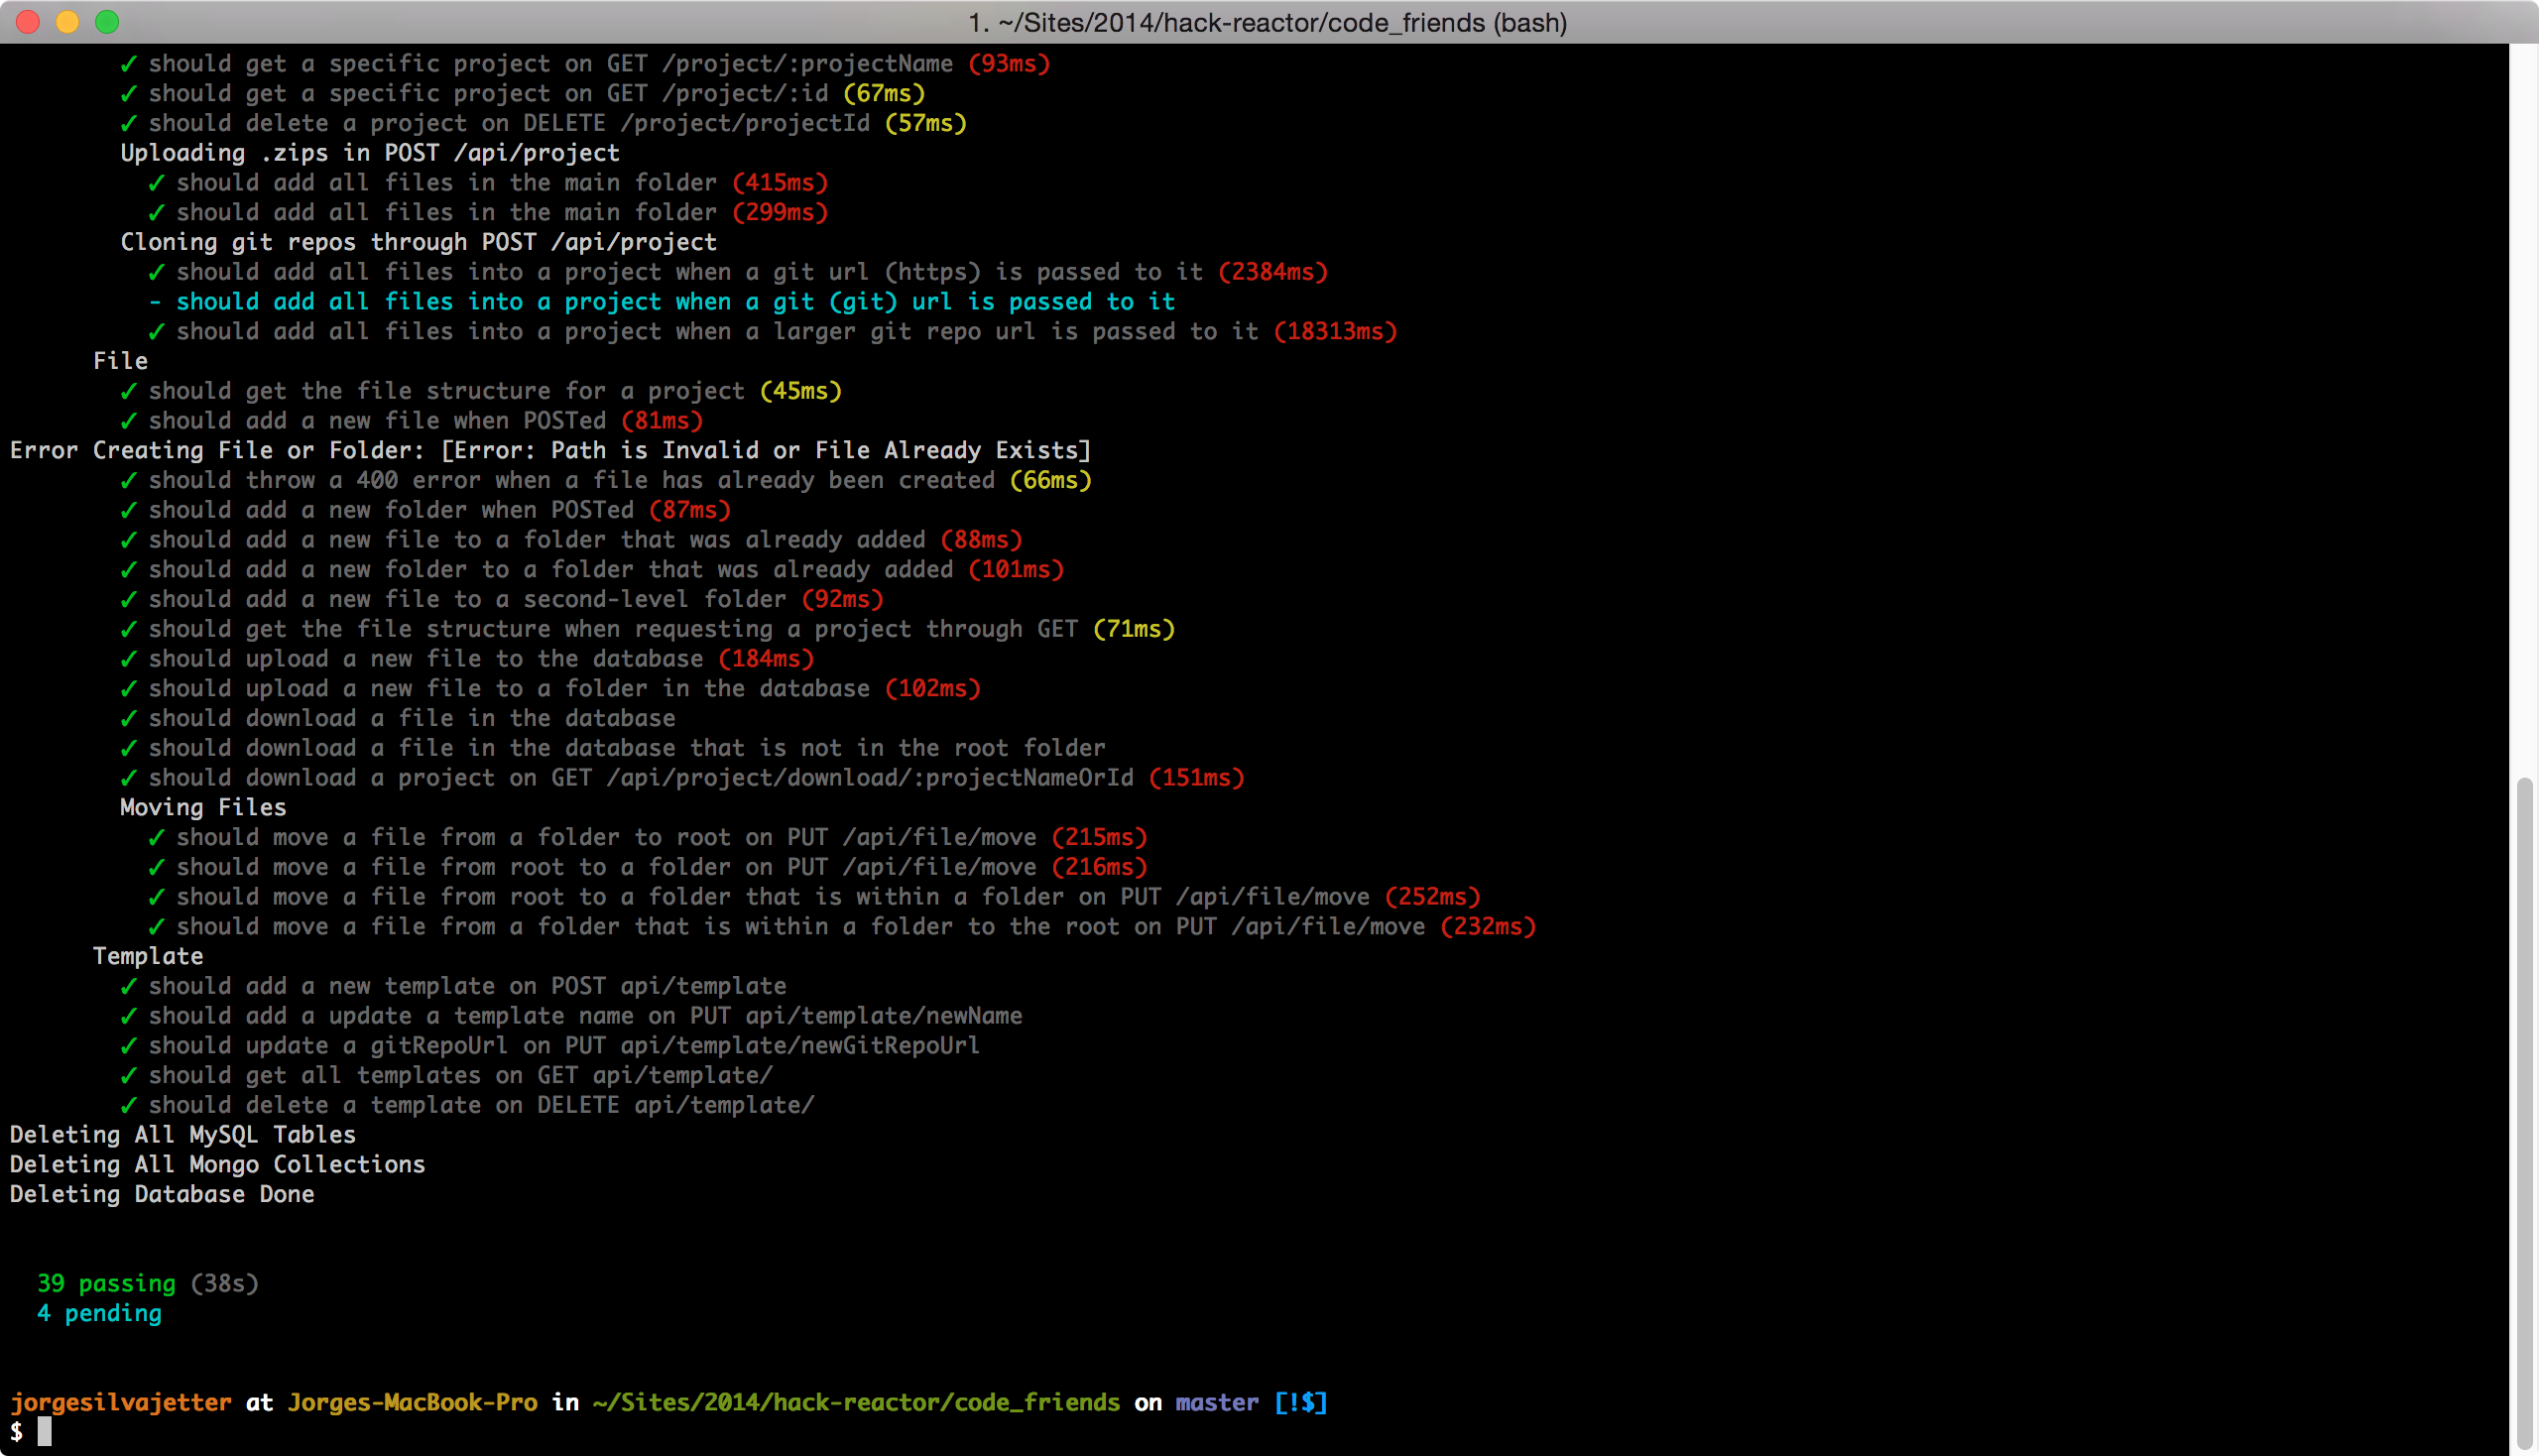 1. ~/Sites/2014/hack-reactor/code_friends (bash)
✓ should get a specific project on GET /project/:projectName (93ms)
✓ should get a specific project on GET /project/:id (67ms)
✓ should delete a project on DELETE /project/projectId (57ms)
Uploading .zips in POST /api/project
✓ should add all files in the main folder (415ms)
✓ should add all files in the main folder (299ms)
Cloning git repos through POST /api/project
✓ should add all files into a project when a git url (https) is passed to it (2384ms)
- should add all files into a project when a git (git) url is passed to it
✓ should add all files into a project when a larger git repo url is passed to it (18313ms)
File
✓ should get the file structure for a project (45ms)
✓ should add a new file when POSTed (81ms)
Error Creating File or Folder: [Error: Path is Invalid or File Already Exists]
✓ should throw a 400 error when a file has already been created (66ms)
✓ should add a new folder when POSTed (87ms)
✓ should add a new file to a folder that was already added (88ms)
✓ should add a new folder to a folder that was already added (101ms)
✓ should add a new file to a second-level folder (92ms)
✓ should get the file structure when requesting a project through GET (71ms)
✓ should upload a new file to the database (184ms)
✓ should upload a new file to a folder in the database (102ms)
✓ should download a file in the database
✓ should download a file in the database that is not in the root folder
✓ should download a project on GET /api/project/download/:projectNameOrId (151ms)
Moving Files
✓ should move a file from a folder to root on PUT /api/file/move (215ms)
✓ should move a file from root to a folder on PUT /api/file/move (216ms)
✓ should move a file from root to a folder that is within a folder on PUT /api/file/move (252ms)
✓ should move a file from a folder that is within a folder to the root on PUT /api/file/move (232ms)
Template
✓ should add a new template on POST api/template
✓ should add a update a template name on PUT api/template/newName
✓ should update a gitRepoUrl on PUT api/template/newGitRepoUrl
✓ should get all templates on GET api/template/
✓ should delete a template on DELETE api/template/
Deleting All MySQL Tables
Deleting All Mongo Collections
Deleting Database Done
39 passing (38s)
4 pending
jorgesilvajetter at Jorges-MacBook-Pro in ~/Sites/2014/hack-reactor/code_friends on master [!$]
$